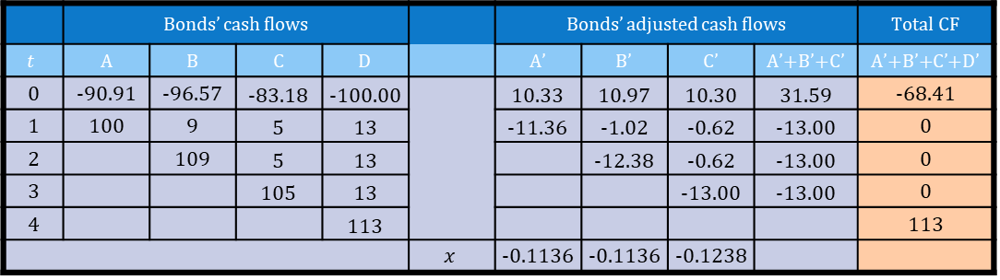 Bonds’ cash flows Bonds’ adjusted cash flows Total CF
t A B C D A’ B’ C’ A’+B’+C’ A’+B’+C’+D’
0 -90.91 -96.57 -83.18 -100.00 10.33 10.97 10.30 31.59 -68.41
1 100 9 5 13 -11.36 -1.02 -0.62 -13.00 0
2 109 5 13 -12.38 -0.62 -13.00 0
3 105 13 -13.00 -13.00 0
4 113 113
x -0.1136 -0.1136 -0.1238